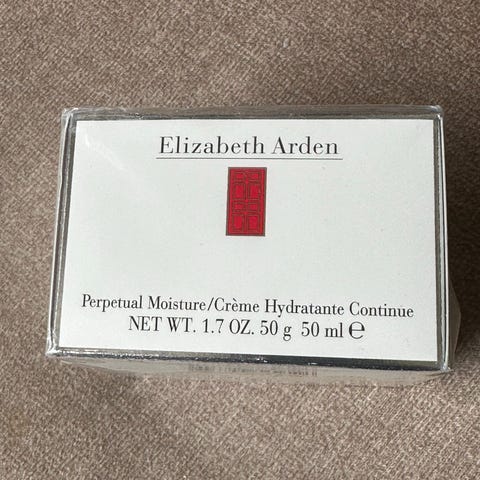 Elizabeth Arden
Perpetual Moisture/Crème Hydratante Continue
NET WT. 1.7 OZ. 50 g 50 ml ℮